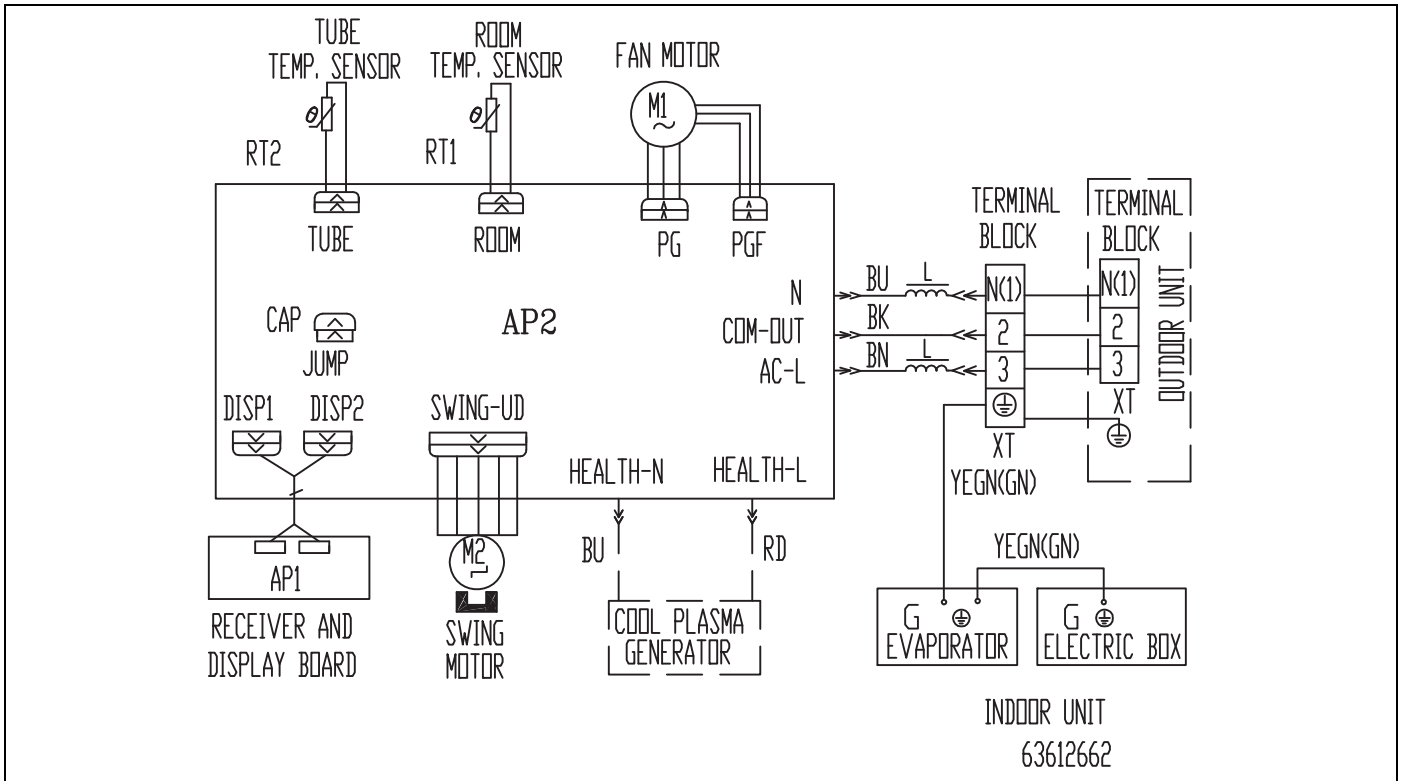 TUBE
TEMP. SENSOR
ROOM
TEMP. SENSOR
FAN MOTOR
M1
θ
θ
RT2
RT1
TUBE
ROOM
PG
PGF
TERMINAL
BLOCK
TERMINAL
BLOCK
OUTDOOR UNIT
N
BU
L
N(1)
N(1)
CAP
JUMP
AP2
COM-OUT
BK
2
2
AC-L
BN
L
3
3
XT
XT
YEGN(GN)
DISP1
DISP2
SWING-UD
HEALTH-N
HEALTH-L
BU
RD
AP1
RECEIVER AND
DISPLAY BOARD
M2
SWING
MOTOR
COOL PLASMA
GENERATOR
YEGN(GN)
G
EVAPORATOR
G
ELECTRIC BOX
INDOOR UNIT
63612662